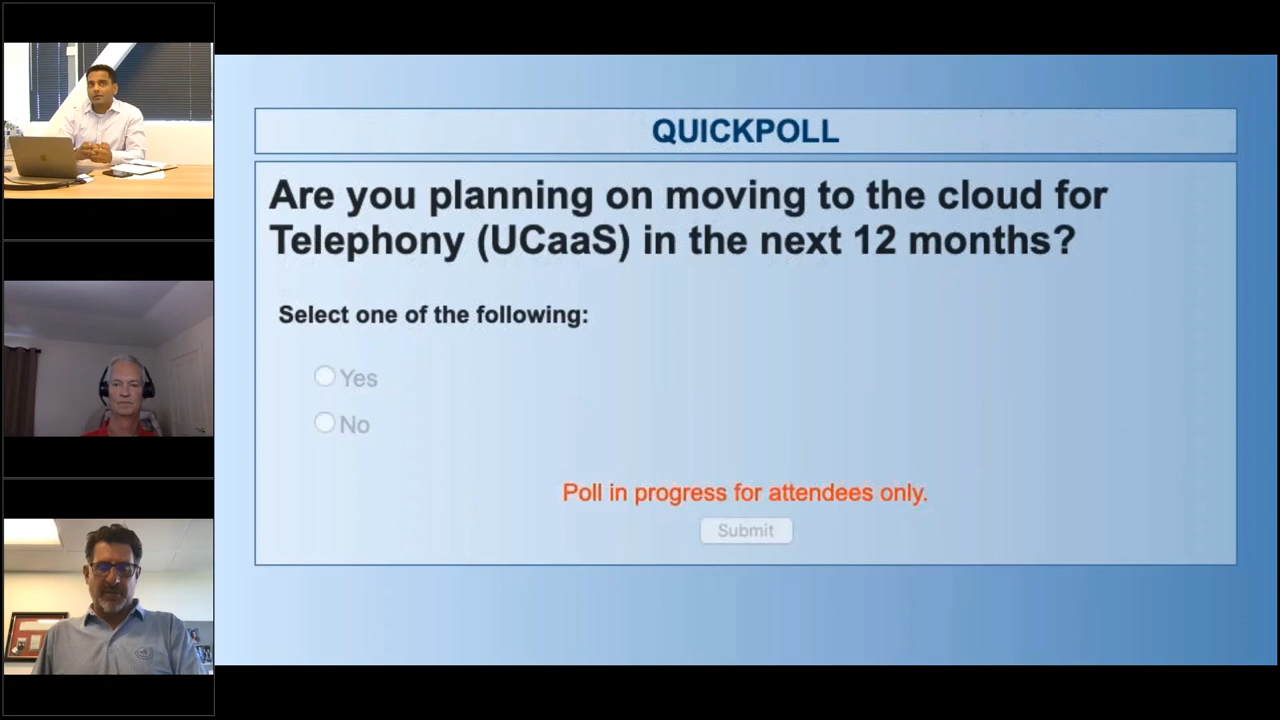 QUICKPOLL
Are you planning on moving to the cloud for
Telephony (UCaaS) in the next 12 months?
Select one of the following:
Yes
No
Poll in progress for attendees only.
Submit